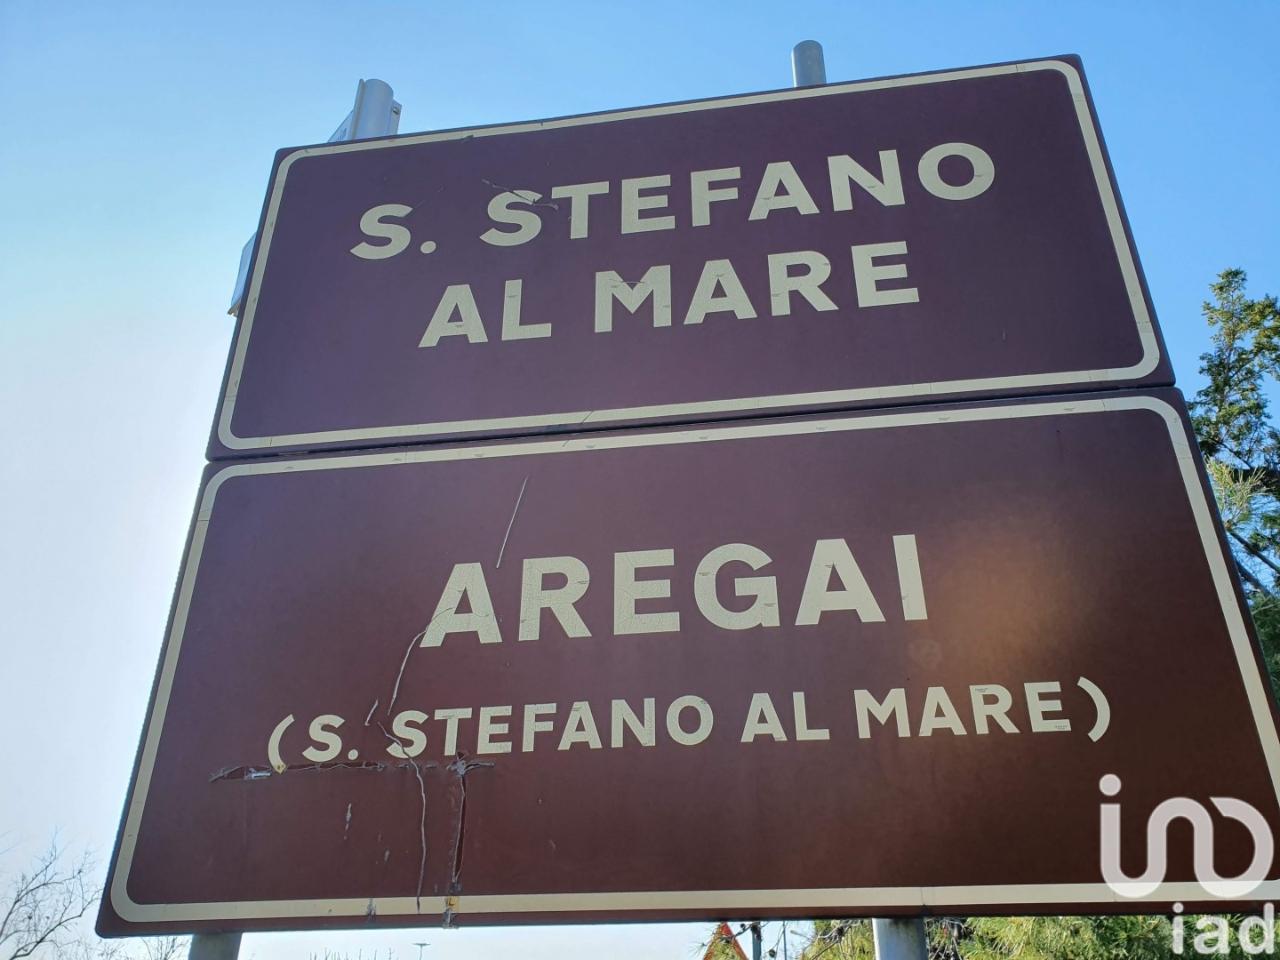 S. STEFANO
AL MARE
AREGAI
(S. STEFANO AL MARE)
iad